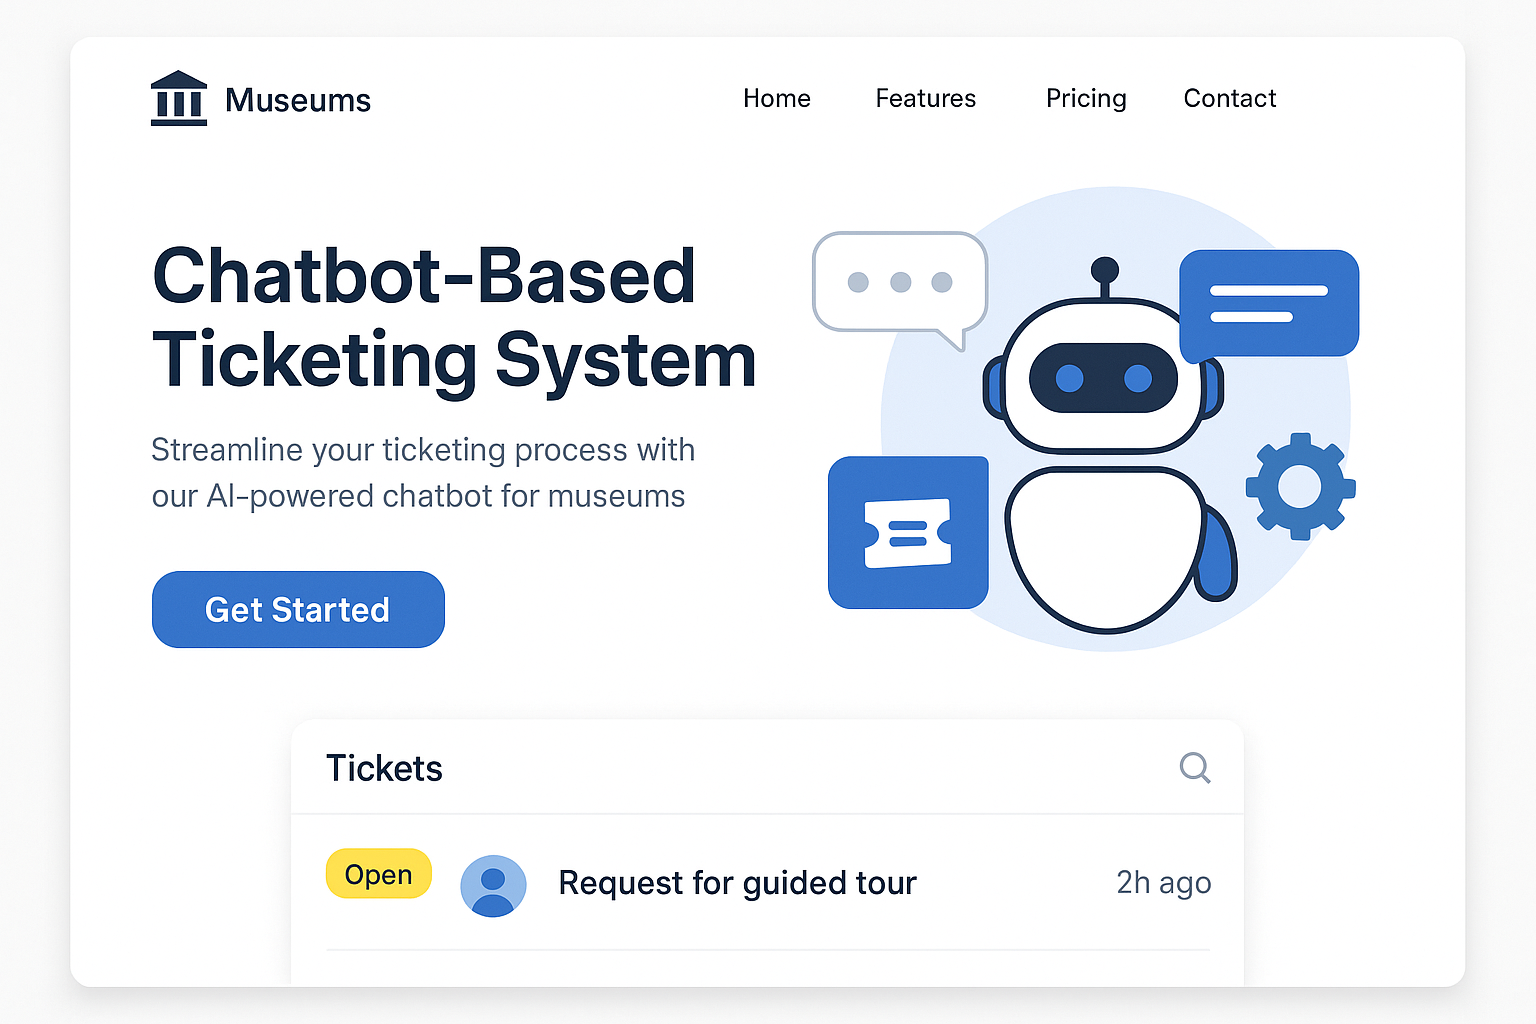 Museums
Home Features Pricing Contact
Chatbot-Based
Ticketing System
Streamline your ticketing process with
our AI-powered chatbot for museums
Get Started
Tickets
Open Request for guided tour 2h ago